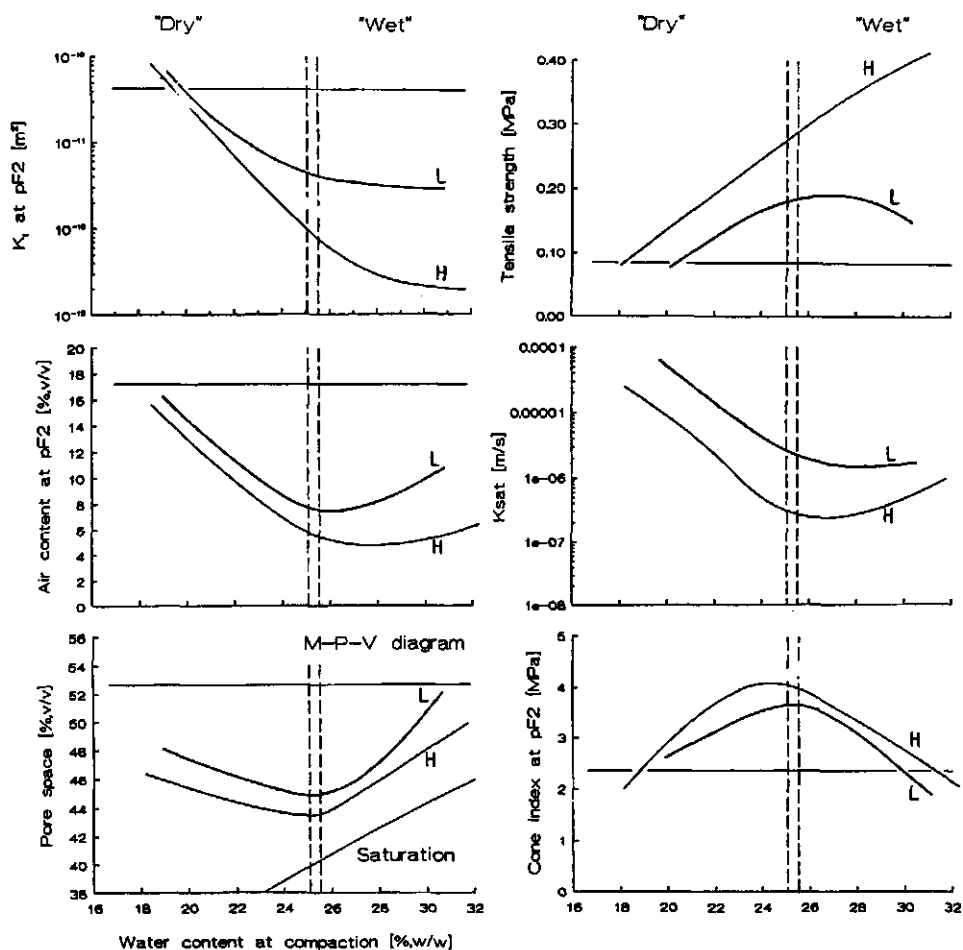 "Dry" "Wet"
K₁ at pF2 [m²]
10⁻¹⁰
10⁻¹¹
10⁻¹³
L
H
"Dry" "Wet"
Tensile strength [MPa]
0.40
0.30
0.20
0.10
0.00
H
L
Air content at pF2 [%,v/v]
20
18
16
14
12
10
8
6
4
2
0
L
H
Ksat [m/s]
0.0001
0.00001
1e-06
1e-07
1e-08
L
H
M-P-V diagram
Pore space [%,v/v]
56
54
52
50
48
46
44
42
40
38
L
H
Saturation
16 18 20 22 24 26 28 30 32
Water content at compaction [%,w/w]
Cone index at pF2 [MPa]
5
4
3
2
1
0
H
L
16 18 20 22 24 26 28 30 32